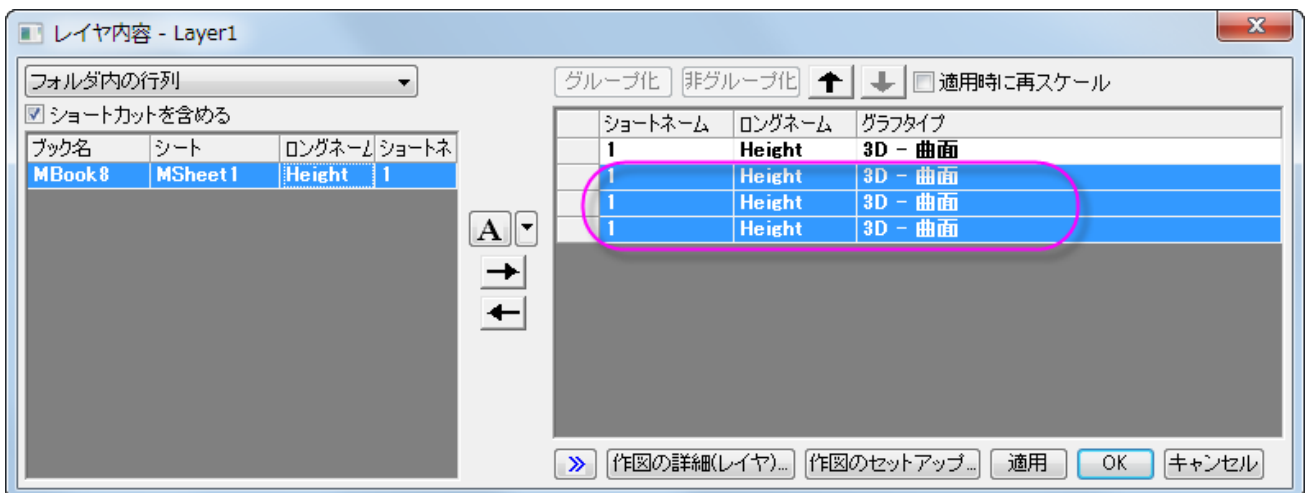 レイヤ内容 - Layer1
フォルダ内の行列
ショートカットを含める
ブック名 シート ロングネーム ショートネ
MBook8 MSheet1 Height 1
A
グループ化 非グループ化 適用時に再スケール
ショートネーム ロングネーム グラフタイプ
1 Height 3D - 曲面
1 Height 3D - 曲面
1 Height 3D - 曲面
1 Height 3D - 曲面
作図の詳細(レイヤ)... 作図のセットアップ... 適用 OK キャンセル